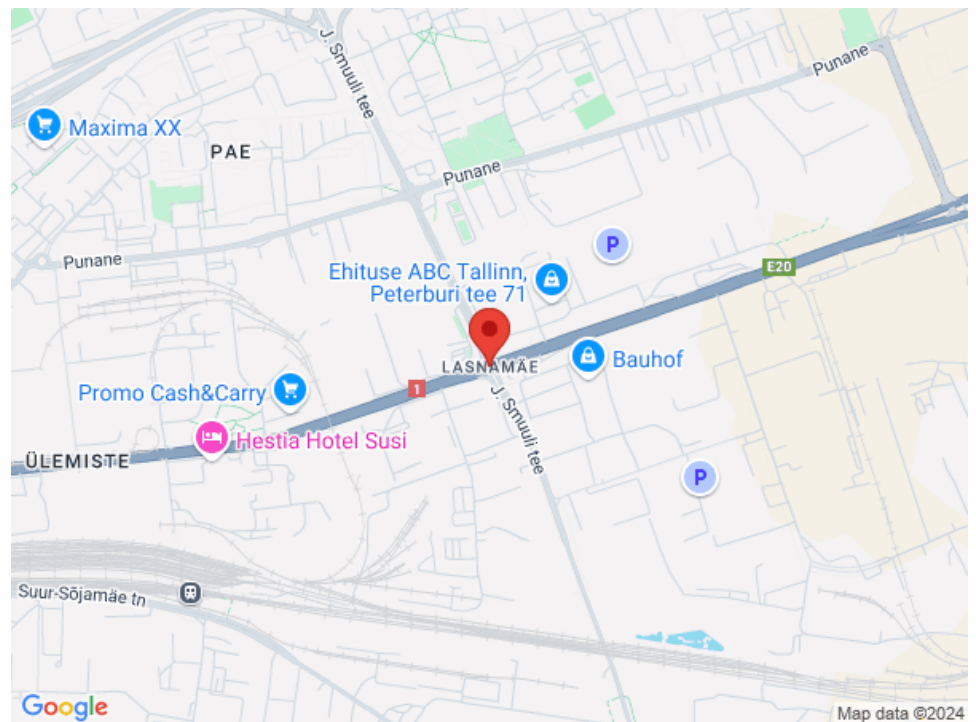 J. Smuuli tee
Punane
Maxima XX
PAE
Punane
Punane
Ehituse ABC Tallinn,
Peterburi tee 71
E20
LASNAMÄE
Bauhof
1
Promo Cash&Carry
J. Smuuli tee
Hestia Hotel Susi
ÜLEMISTE
P
P
Suur-Sõjamäe tn
Google
Map data ©2024